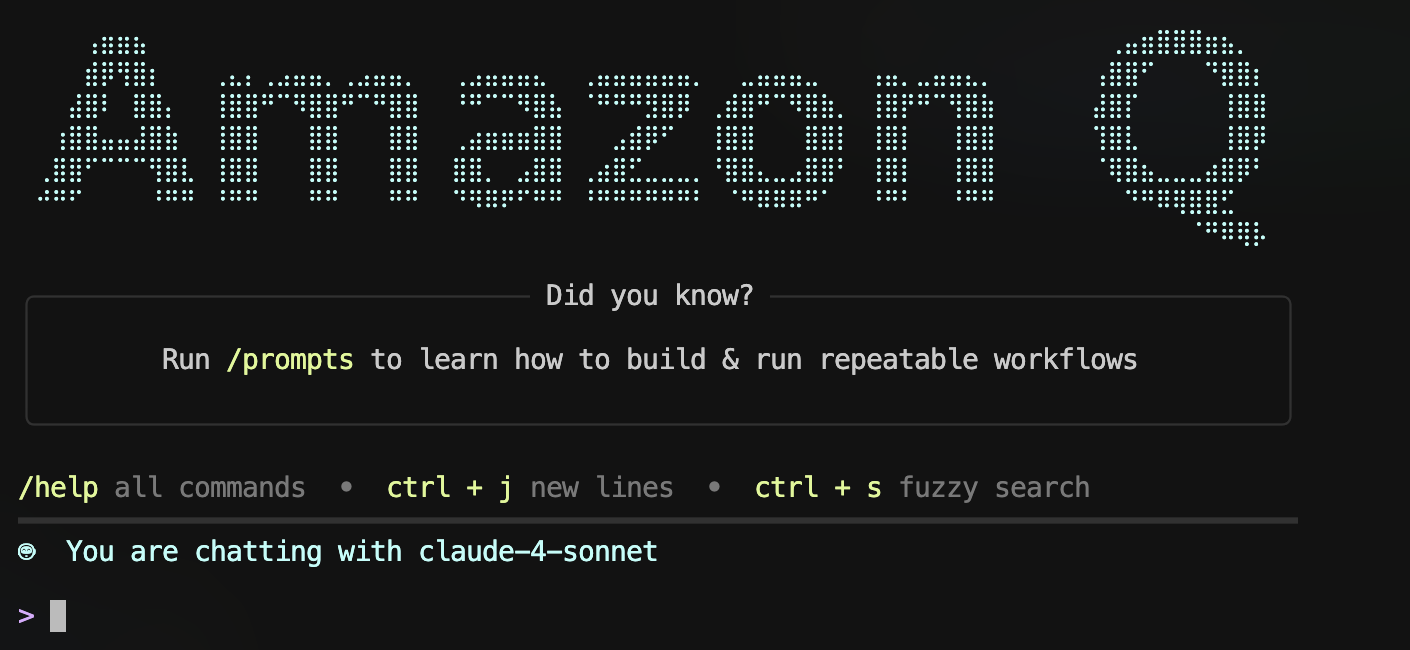 Amazon Q
Did you know?
Run /prompts to learn how to build & run repeatable workflows
/help all commands • ctrl + j new lines • ctrl + s fuzzy search
🤖 You are chatting with claude-4-sonnet
>